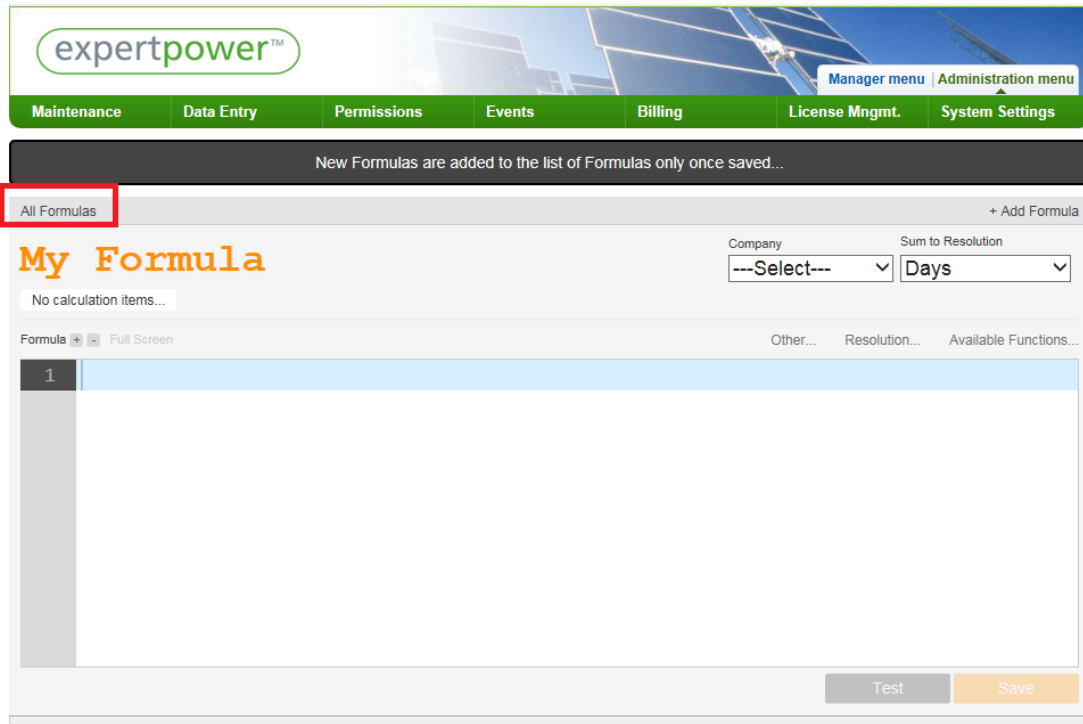 expertpower™
Manager menu | Administration menu
Maintenance Data Entry Permissions Events Billing License Mngmt. System Settings
New Formulas are added to the list of Formulas only once saved...
All Formulas + Add Formula
My Formula
Company Sum to Resolution
---Select--- Days
No calculation items...
Formula + - Full Screen Other... Resolution... Available Functions...
1
Test Save